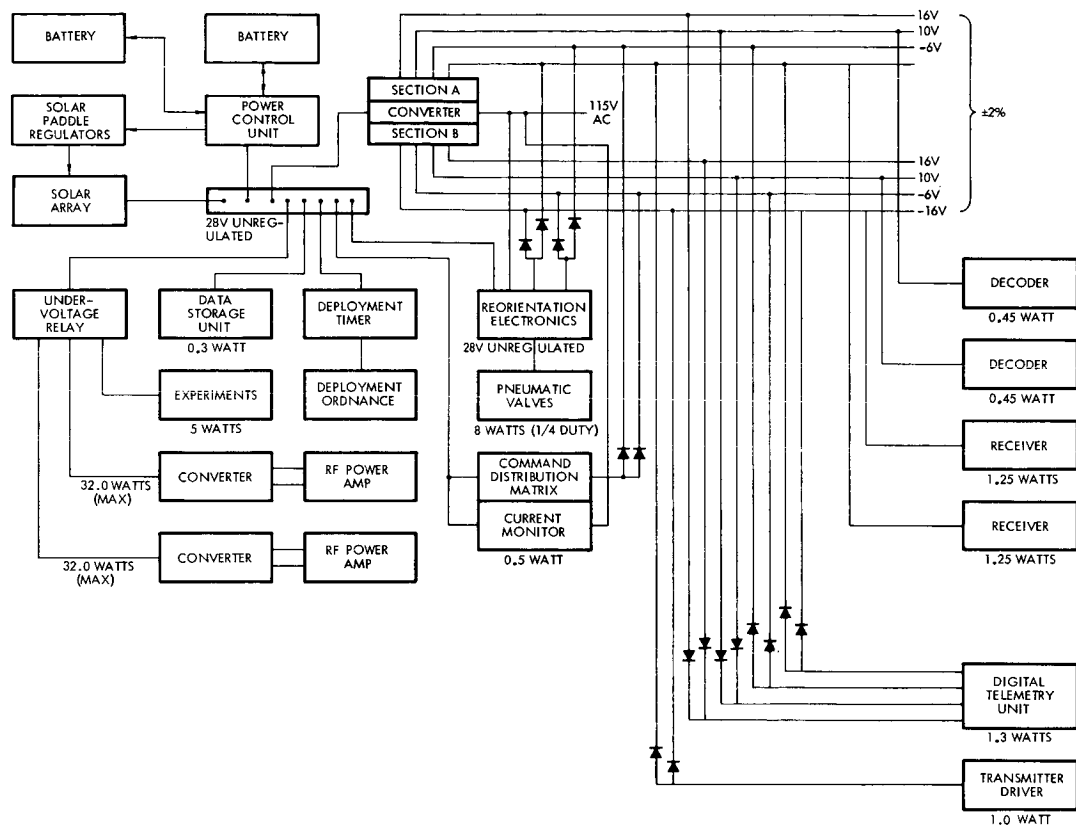 BATTERY
BATTERY
SOLAR
PADDLE
REGULATORS
POWER
CONTROL
UNIT
SOLAR
ARRAY
28V UNREG-
ULATED
SECTION A
CONVERTER
SECTION B
115V
AC
16V
10V
-6V
±2%
16V
10V
-6V
-16V
UNDER-
VOLTAGE
RELAY
DATA
STORAGE
UNIT
0.3 WATT
DEPLOYMENT
TIMER
REORIENTATION
ELECTRONICS
28V UNREGULATED
DECODER
0.45 WATT
EXPERIMENTS
5 WATTS
DEPLOYMENT
ORDNANCE
PNEUMATIC
VALVES
8 WATTS (1/4 DUTY)
DECODER
0.45 WATT
32.0 WATTS
(MAX)
CONVERTER
RF POWER
AMP
COMMAND
DISTRIBUTION
MATRIX
CURRENT
MONITOR
0.5 WATT
RECEIVER
1.25 WATTS
32.0 WATTS
(MAX)
CONVERTER
RF POWER
AMP
RECEIVER
1.25 WATTS
DIGITAL
TELEMETRY
UNIT
1.3 WATTS
TRANSMITTER
DRIVER
1.0 WATT